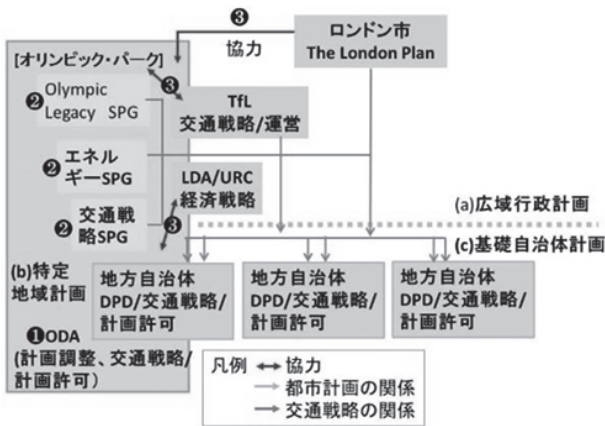 ❸
ロンドン市
The London Plan
協力
[オリンピック・パーク]
❸
❷
Olympic
Legacy SPG
TfL
交通戦略/運営
❷
エネル
ギーSPG
LDA/URC
経済戦略
❷
交通戦
略SPG
❸
(a)広域行政計画
(c)基礎自治体計画
(b)特定
地域計画
地方自治体
DPD/交通戦略/
計画許可
地方自治体
DPD/交通戦略/
計画許可
地方自治体
DPD/交通戦略/
計画許可
❶ODA
(計画調整、交通戦略/
計画許可)
凡例
協力
都市計画の関係
交通戦略の関係